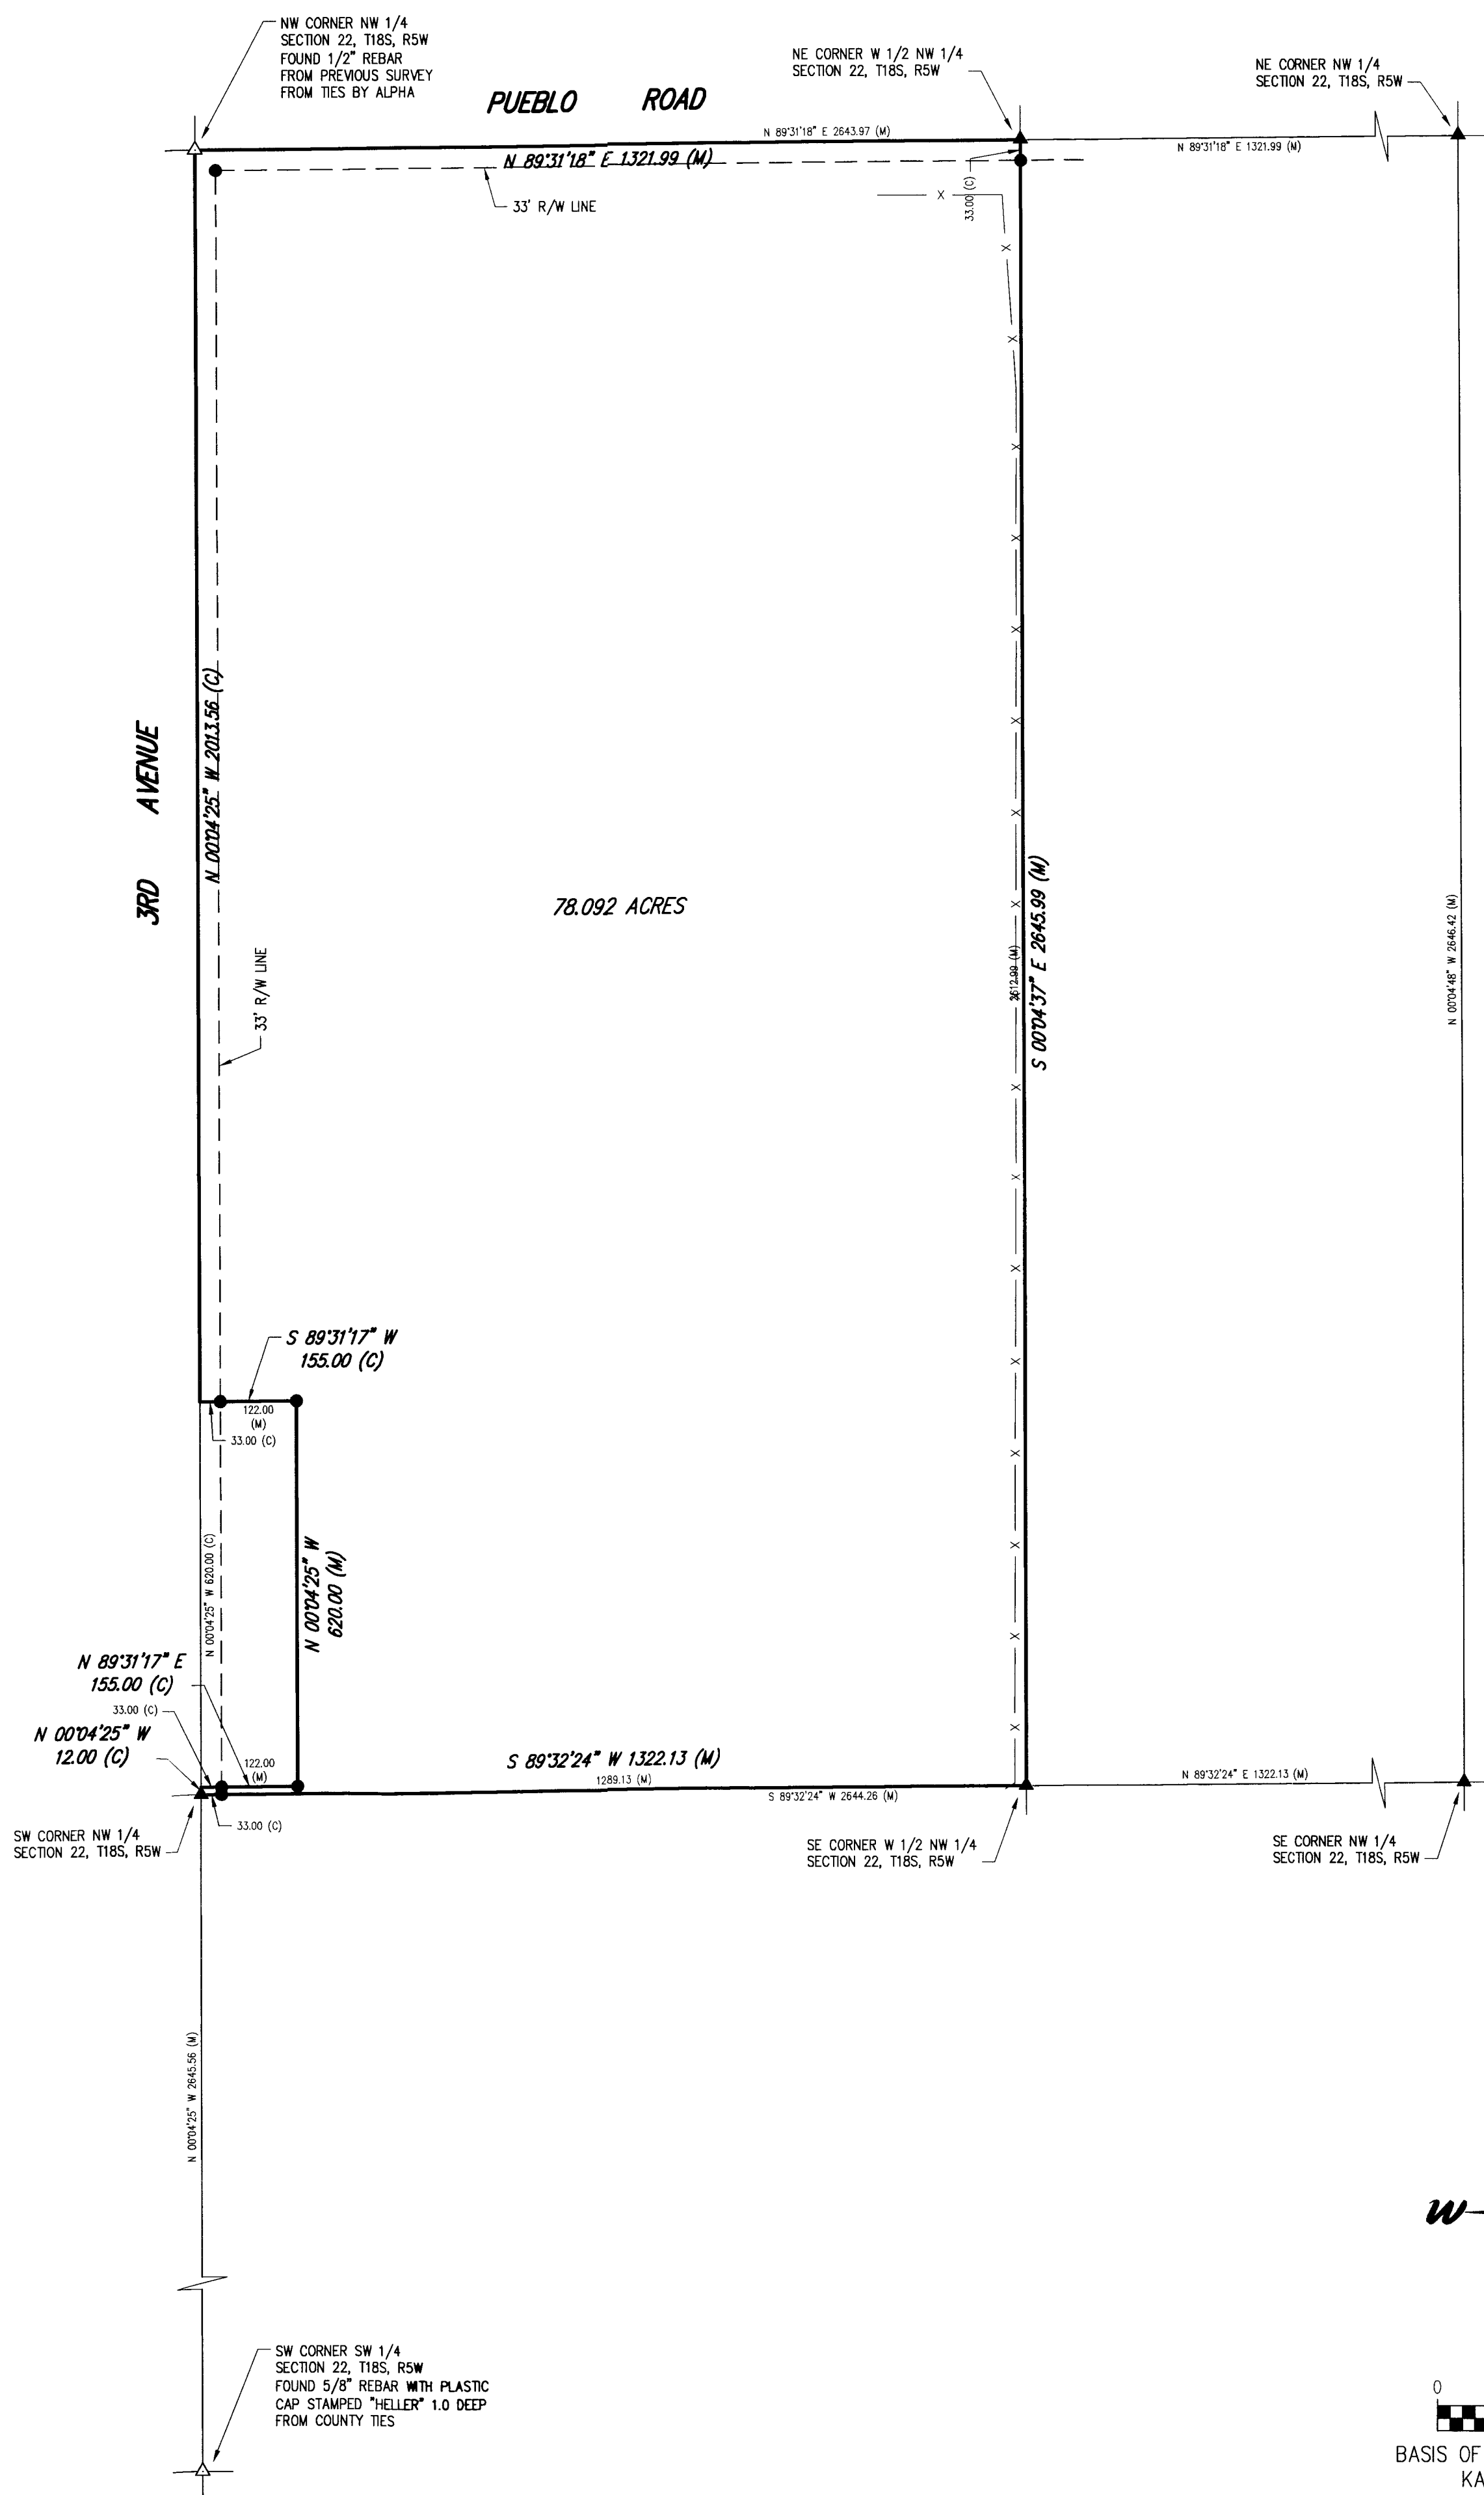 NW CORNER NW 1/4
SECTION 22, T18S, R5W
FOUND 1/2" REBAR
FROM PREVIOUS SURVEY
FROM TIES BY ALPHA
NE CORNER W 1/2 NW 1/4
SECTION 22, T18S, R5W
NE CORNER NW 1/4
SECTION 22, T18S, R5W
PUEBLO ROAD
N 89°31'18" E 2643.97 (M)
N 89°31'18" E 1321.99 (M)
N 89°31'18" E 1321.99 (M)
33' R/W LINE
33.00 (C)
3RD AVENUE
N 00°04'25" W 2013.56 (C)
33' R/W LINE
78.092 ACRES
2612.99 (M)
S 00°04'37" E 2645.99 (M)
N 00°04'48" W 2646.42 (M)
S 89°31'17" W
155.00 (C)
122.00
(M)
33.00 (C)
N 00°04'25" W 620.00 (C)
N 00°04'25" W
620.00 (M)
N 89°31'17" E
155.00 (C)
33.00 (C)
N 00°04'25" W
12.00 (C)
122.00
(M)
S 89°32'24" W 1322.13 (M)
1289.13 (M)
S 89°32'24" W 2644.26 (M)
N 89°32'24" E 1322.13 (M)
33.00 (C)
SW CORNER NW 1/4
SECTION 22, T18S, R5W
SE CORNER W 1/2 NW 1/4
SECTION 22, T18S, R5W
SE CORNER NW 1/4
SECTION 22, T18S, R5W
N 00°04'25" W 2645.56 (M)
W
SW CORNER SW 1/4
SECTION 22, T18S, R5W
FOUND 5/8" REBAR WITH PLASTIC
CAP STAMPED "HELLER" 1.0 DEEP
FROM COUNTY TIES
0
BASIS OF
KA